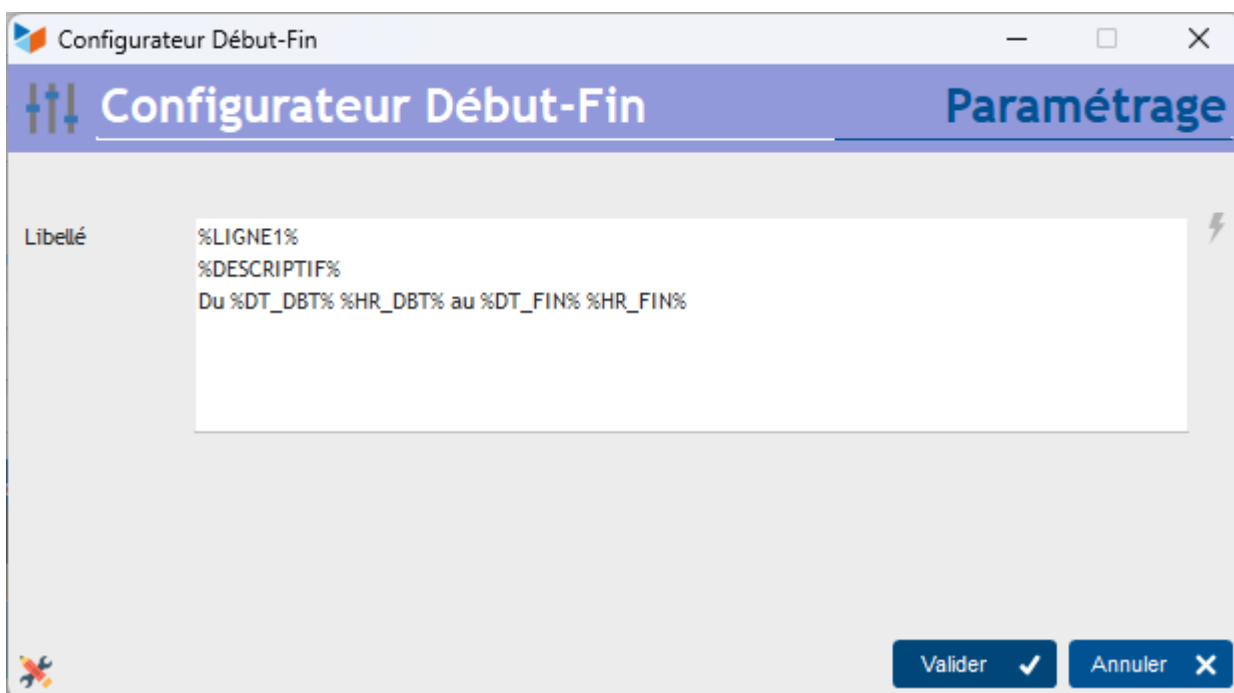 Configurateur Début-Fin
Configurateur Début-Fin Paramétrage
Libellé %LIGNE1%
%DESCRIPTIF%
Du %DT_DBT% %HR_DBT% au %DT_FIN% %HR_FIN%
Valider Annuler